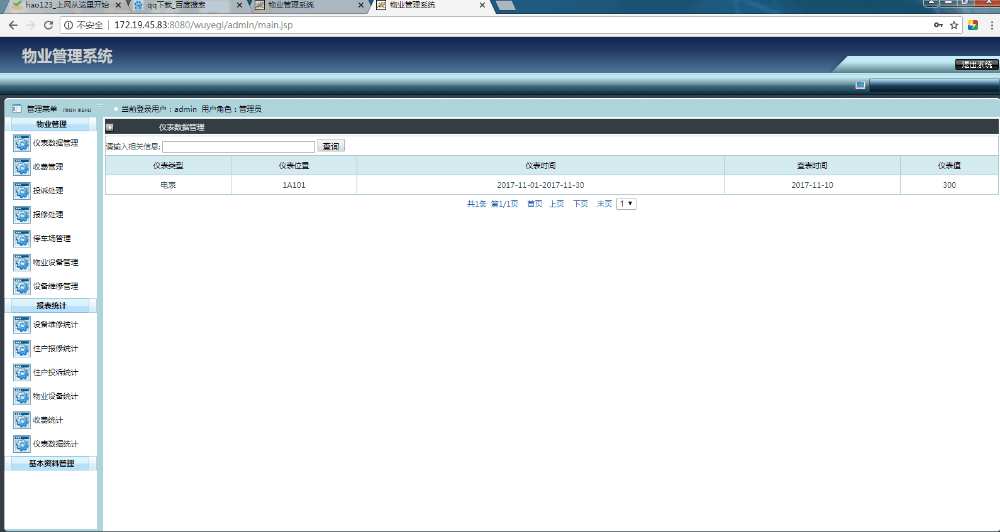 hao123_上网从这里开始
qq下载_百度搜索
物业管理系统
物业管理系统
不安全
172.19.45.83:8080/wuyegl/admin/main.jsp
物业管理系统
退出系统
管理菜单 MAIN MENU
当前登录用户：admin 用户角色：管理员
物业管理
仪表数据管理
收费管理
投诉处理
报修处理
停车场管理
物业设备管理
设备维修管理
报表统计
设备维修统计
住户报修统计
住户投诉统计
物业设备统计
收费统计
仪表数据统计
基本资料管理
仪表数据管理
请输入相关信息: 查询
仪表类型 仪表位置 仪表时间 查表时间 仪表值
电表 1A101 2017-11-01-2017-11-30 2017-11-10 300
共1条 第1/1页 首页 上页 下页 末页 1